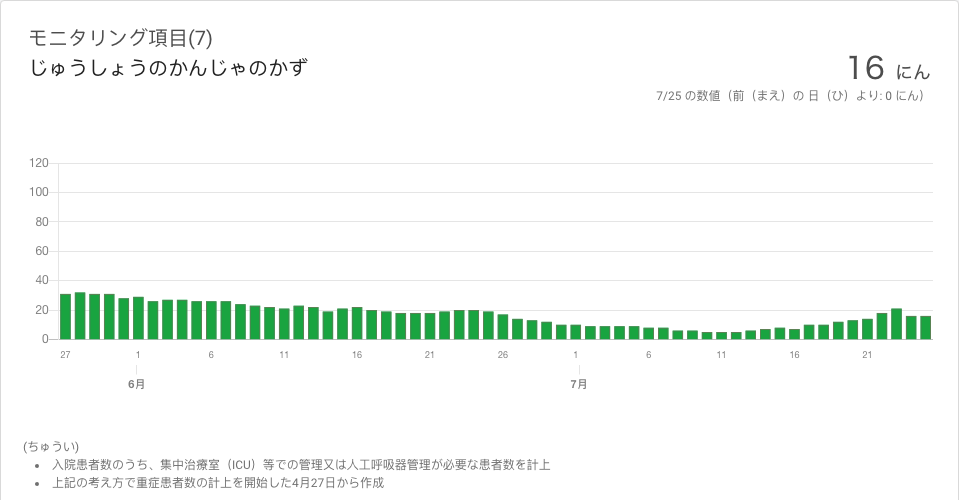 モニタリング項目(7)
じゅうしょうのかんじゃのかず
16 にん
7/25 の数値（前（まえ）の 日（ひ）より: 0 にん）
120
100
80
60
40
20
0
27 1 6 11 16 21 26 1 6 11 16 21
6月 7月
(ちゅうい)
• 入院患者数のうち、集中治療室（ICU）等での管理又は人工呼吸器管理が必要な患者数を計上
• 上記の考え方で重症患者数の計上を開始した4月27日から作成